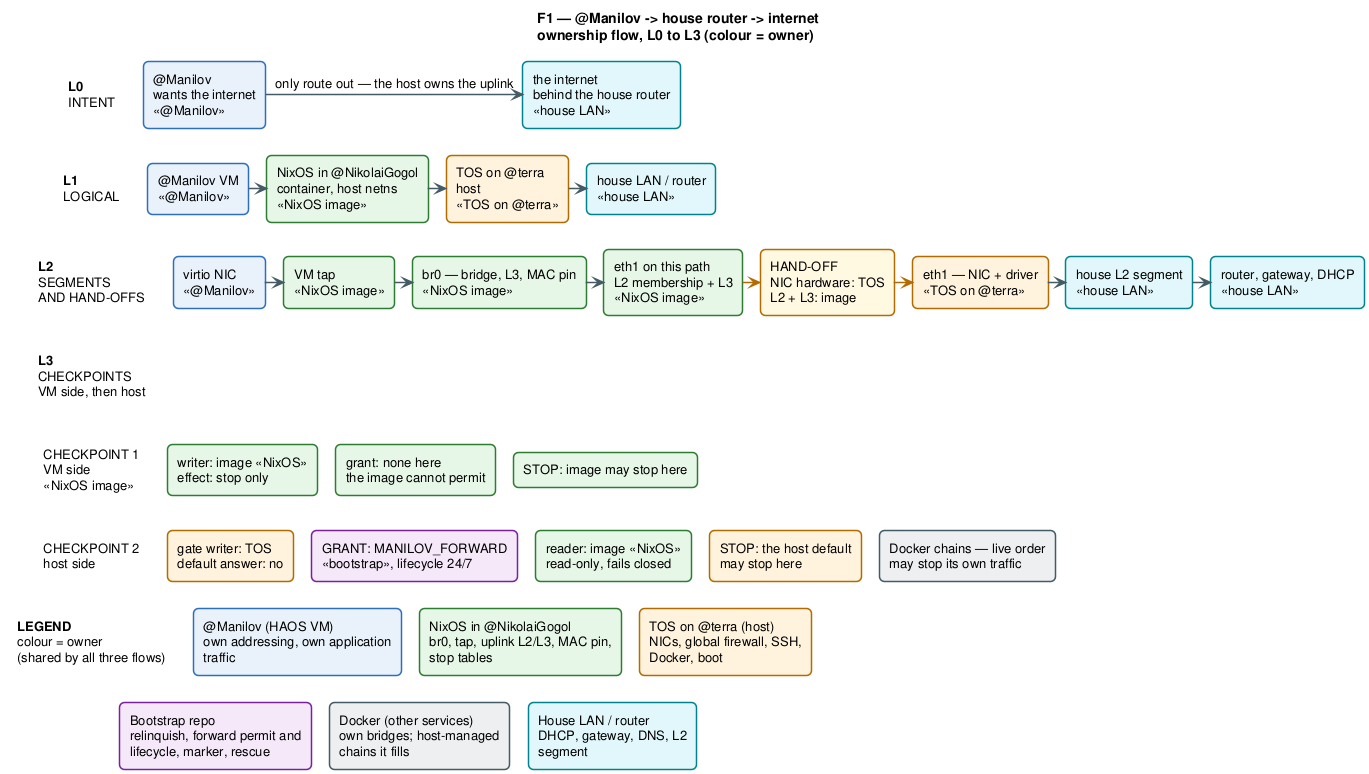 F1 — @Manilov -> house router -> internet
ownership flow, L0 to L3 (colour = owner)
L0
INTENT
@Manilov
wants the internet
«@Manilov»
only route out — the host owns the uplink
the internet
behind the house router
«house LAN»
L1
LOGICAL
@Manilov VM
«@Manilov»
NixOS in @NikolaiGogol
container, host netns
«NixOS image»
TOS on @terra
host
«TOS on @terra»
house LAN / router
«house LAN»
L2
SEGMENTS
AND HAND-OFFS
virtio NIC
«@Manilov»
VM tap
«NixOS image»
br0 — bridge, L3, MAC pin
«NixOS image»
eth1 on this path
L2 membership + L3
«NixOS image»
HAND-OFF
NIC hardware: TOS
L2 + L3: image
eth1 — NIC + driver
«TOS on @terra»
house L2 segment
«house LAN»
router, gateway, DHCP
«house LAN»
L3
CHECKPOINTS
VM side, then host
CHECKPOINT 1
VM side
«NixOS image»
writer: image «NixOS»
effect: stop only
grant: none here
the image cannot permit
STOP: image may stop here
CHECKPOINT 2
host side
gate writer: TOS
default answer: no
GRANT: MANILOV_FORWARD
«bootstrap», lifecycle 24/7
reader: image «NixOS»
read-only, fails closed
STOP: the host default
may stop here
Docker chains — live order
may stop its own traffic
LEGEND
colour = owner
(shared by all three flows)
@Manilov (HAOS VM)
own addressing, own application
traffic
NixOS in @NikolaiGogol
br0, tap, uplink L2/L3, MAC pin,
stop tables
TOS on @terra (host)
NICs, global firewall, SSH,
Docker, boot
Bootstrap repo
relinquish, forward permit and
lifecycle, marker, rescue
Docker (other services)
own bridges; host-managed
chains it fills
House LAN / router
DHCP, gateway, DNS, L2
segment